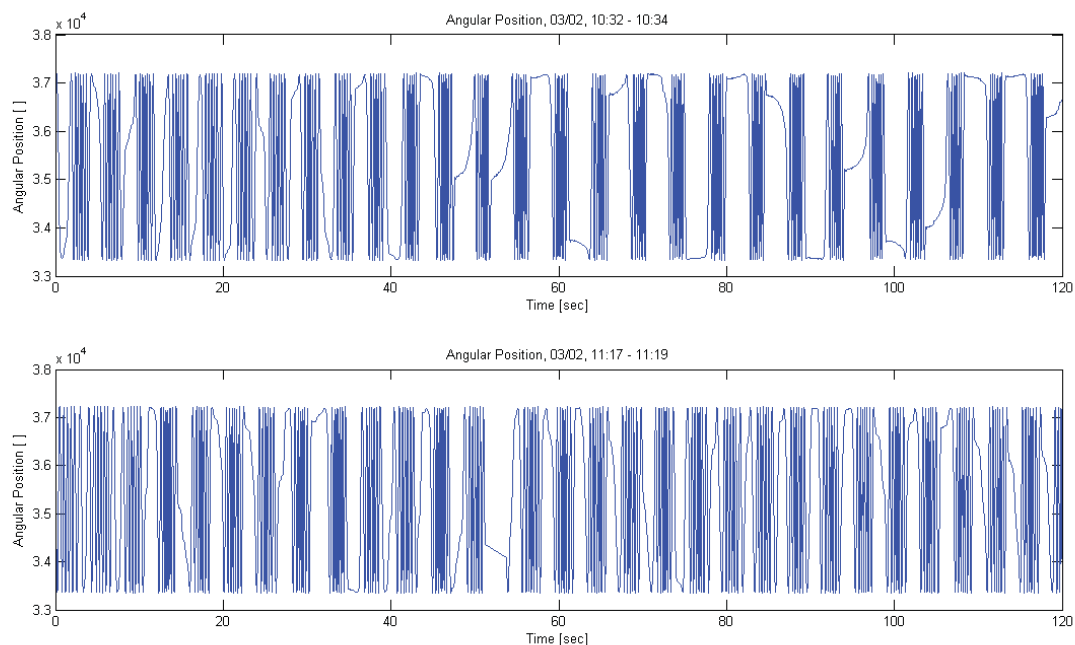 Angular Position, 03/02, 10:32 - 10:34
x 10^4
3.8
3.7
3.6
3.5
3.4
3.3
Angular Position [ ]
0 20 40 60 80 100 120
Time [sec]
Angular Position, 03/02, 11:17 - 11:19
x 10^4
3.8
3.7
3.6
3.5
3.4
3.3
Angular Position [ ]
0 20 40 60 80 100 120
Time [sec]